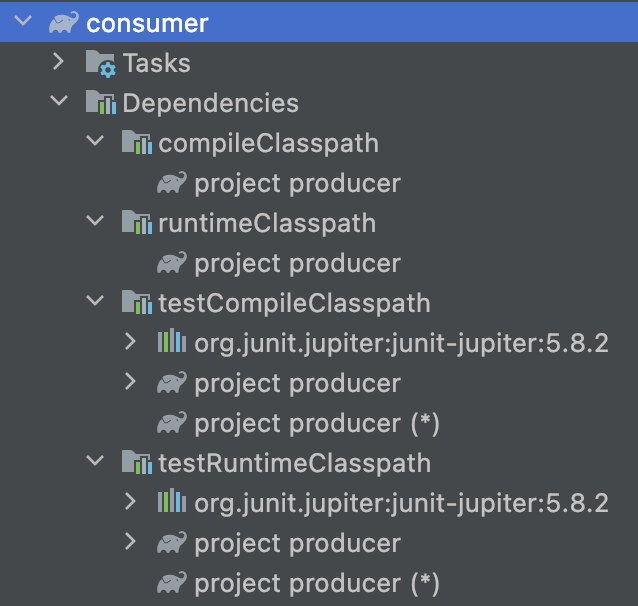 consumer
Tasks
Dependencies
compileClasspath
project producer
runtimeClasspath
project producer
testCompileClasspath
org.junit.jupiter:junit-jupiter:5.8.2
project producer
project producer (*)
testRuntimeClasspath
org.junit.jupiter:junit-jupiter:5.8.2
project producer
project producer (*)